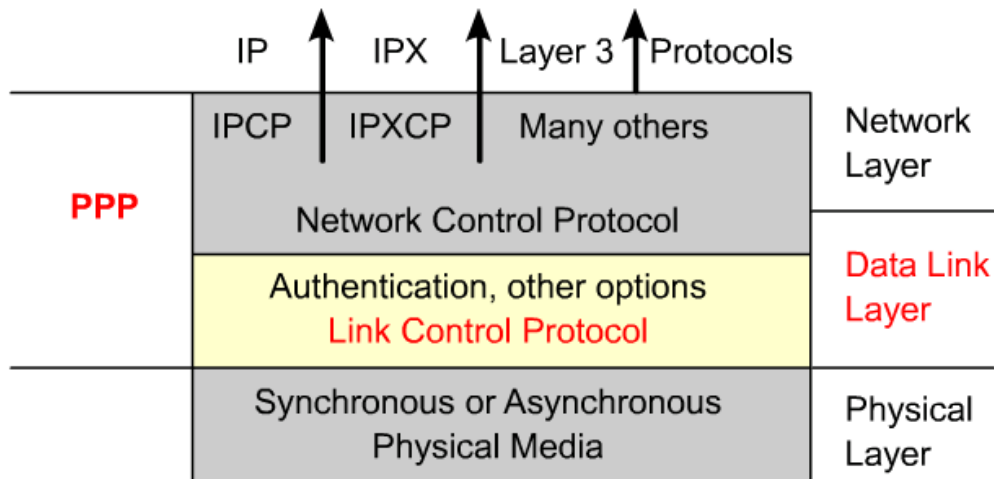 IP IPX Layer 3 Protocols
IPCP IPXCP Many others
Network Control Protocol
PPP
Authentication, other options
Link Control Protocol
Synchronous or Asynchronous
Physical Media
Network
Layer
Data Link
Layer
Physical
Layer